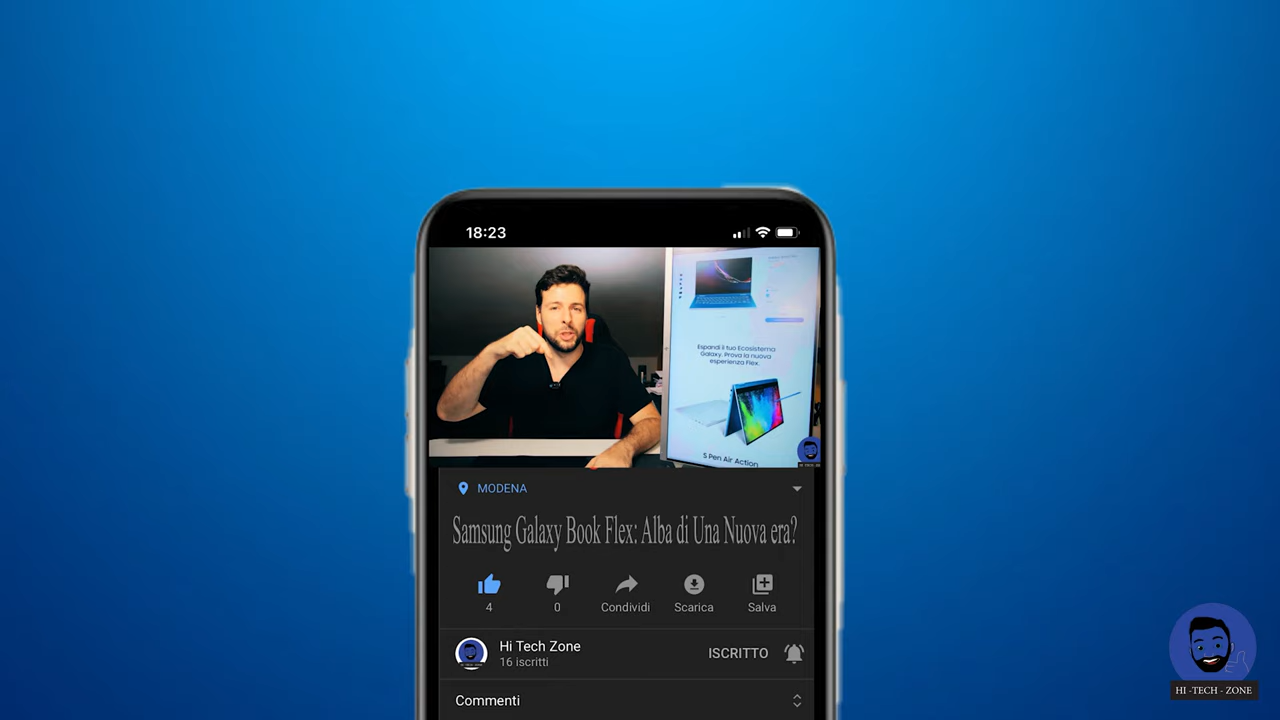 18:23
Espandi il tuo Ecosistema
Galaxy. Prova la nuova
esperienza Flex.
S Pen Air Action
MODENA
Samsung Galaxy Book Flex: Alba di Una Nuova era?
4
0
Condividi
Scarica
Salva
Hi Tech Zone
16 iscritti
ISCRITTO
Commenti
HI -TECH - ZONE